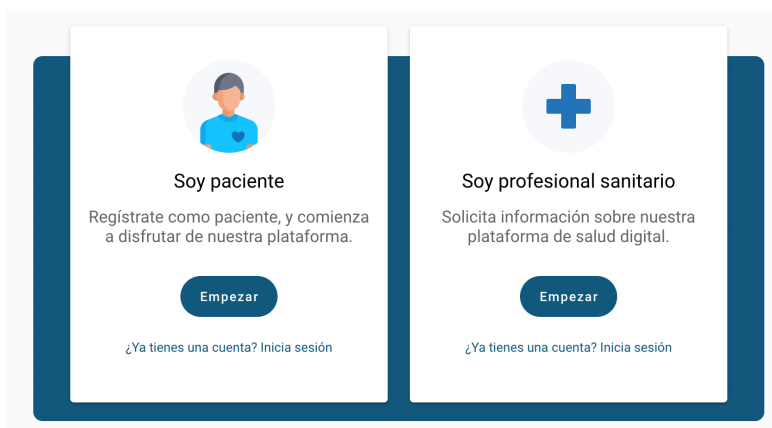 Soy paciente
Regístrate como paciente, y comienza
a disfrutar de nuestra plataforma.
Empezar
¿Ya tienes una cuenta? Inicia sesión
Soy profesional sanitario
Solicita información sobre nuestra
plataforma de salud digital.
Empezar
¿Ya tienes una cuenta? Inicia sesión